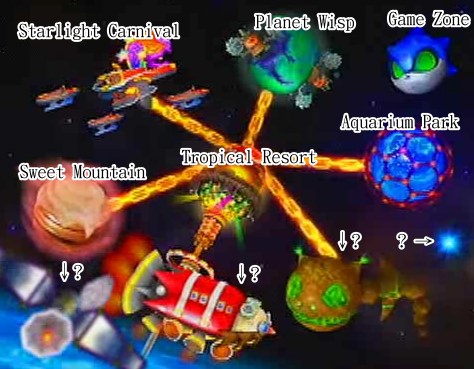 Starlight Carnival
Planet Wisp
Game Zone
Aquarium Park
Tropical Resort
Sweet Mountain
↓?
? →
↓?
↓?